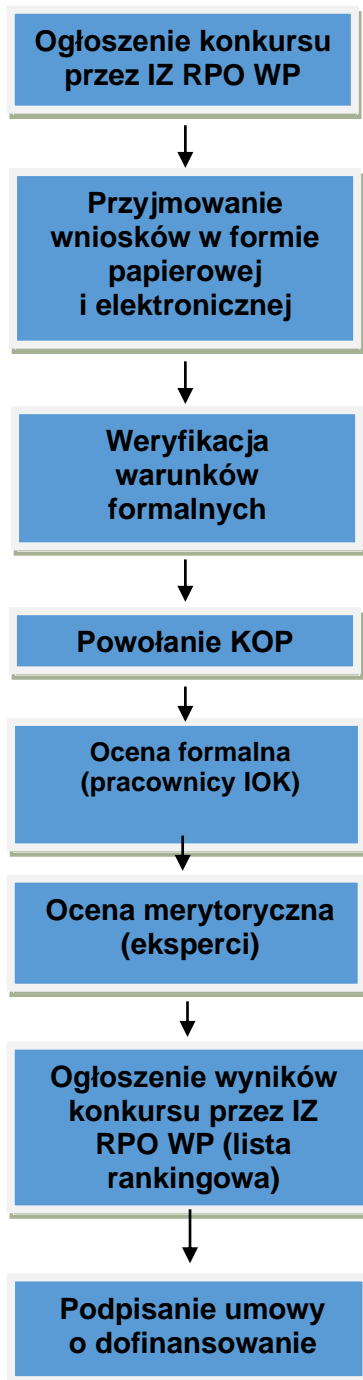 Ogłoszenie konkursu
przez IZ RPO WP
Przyjmowanie
wniosków w formie
papierowej
i elektronicznej
Weryfikacja
warunków
formalnych
Powołanie KOP
Ocena formalna
(pracownicy IOK)
Ocena merytoryczna
(eksperci)
Ogłoszenie wyników
konkursu przez IZ
RPO WP (lista
rankingowa)
Podpisanie umowy
o dofinansowanie